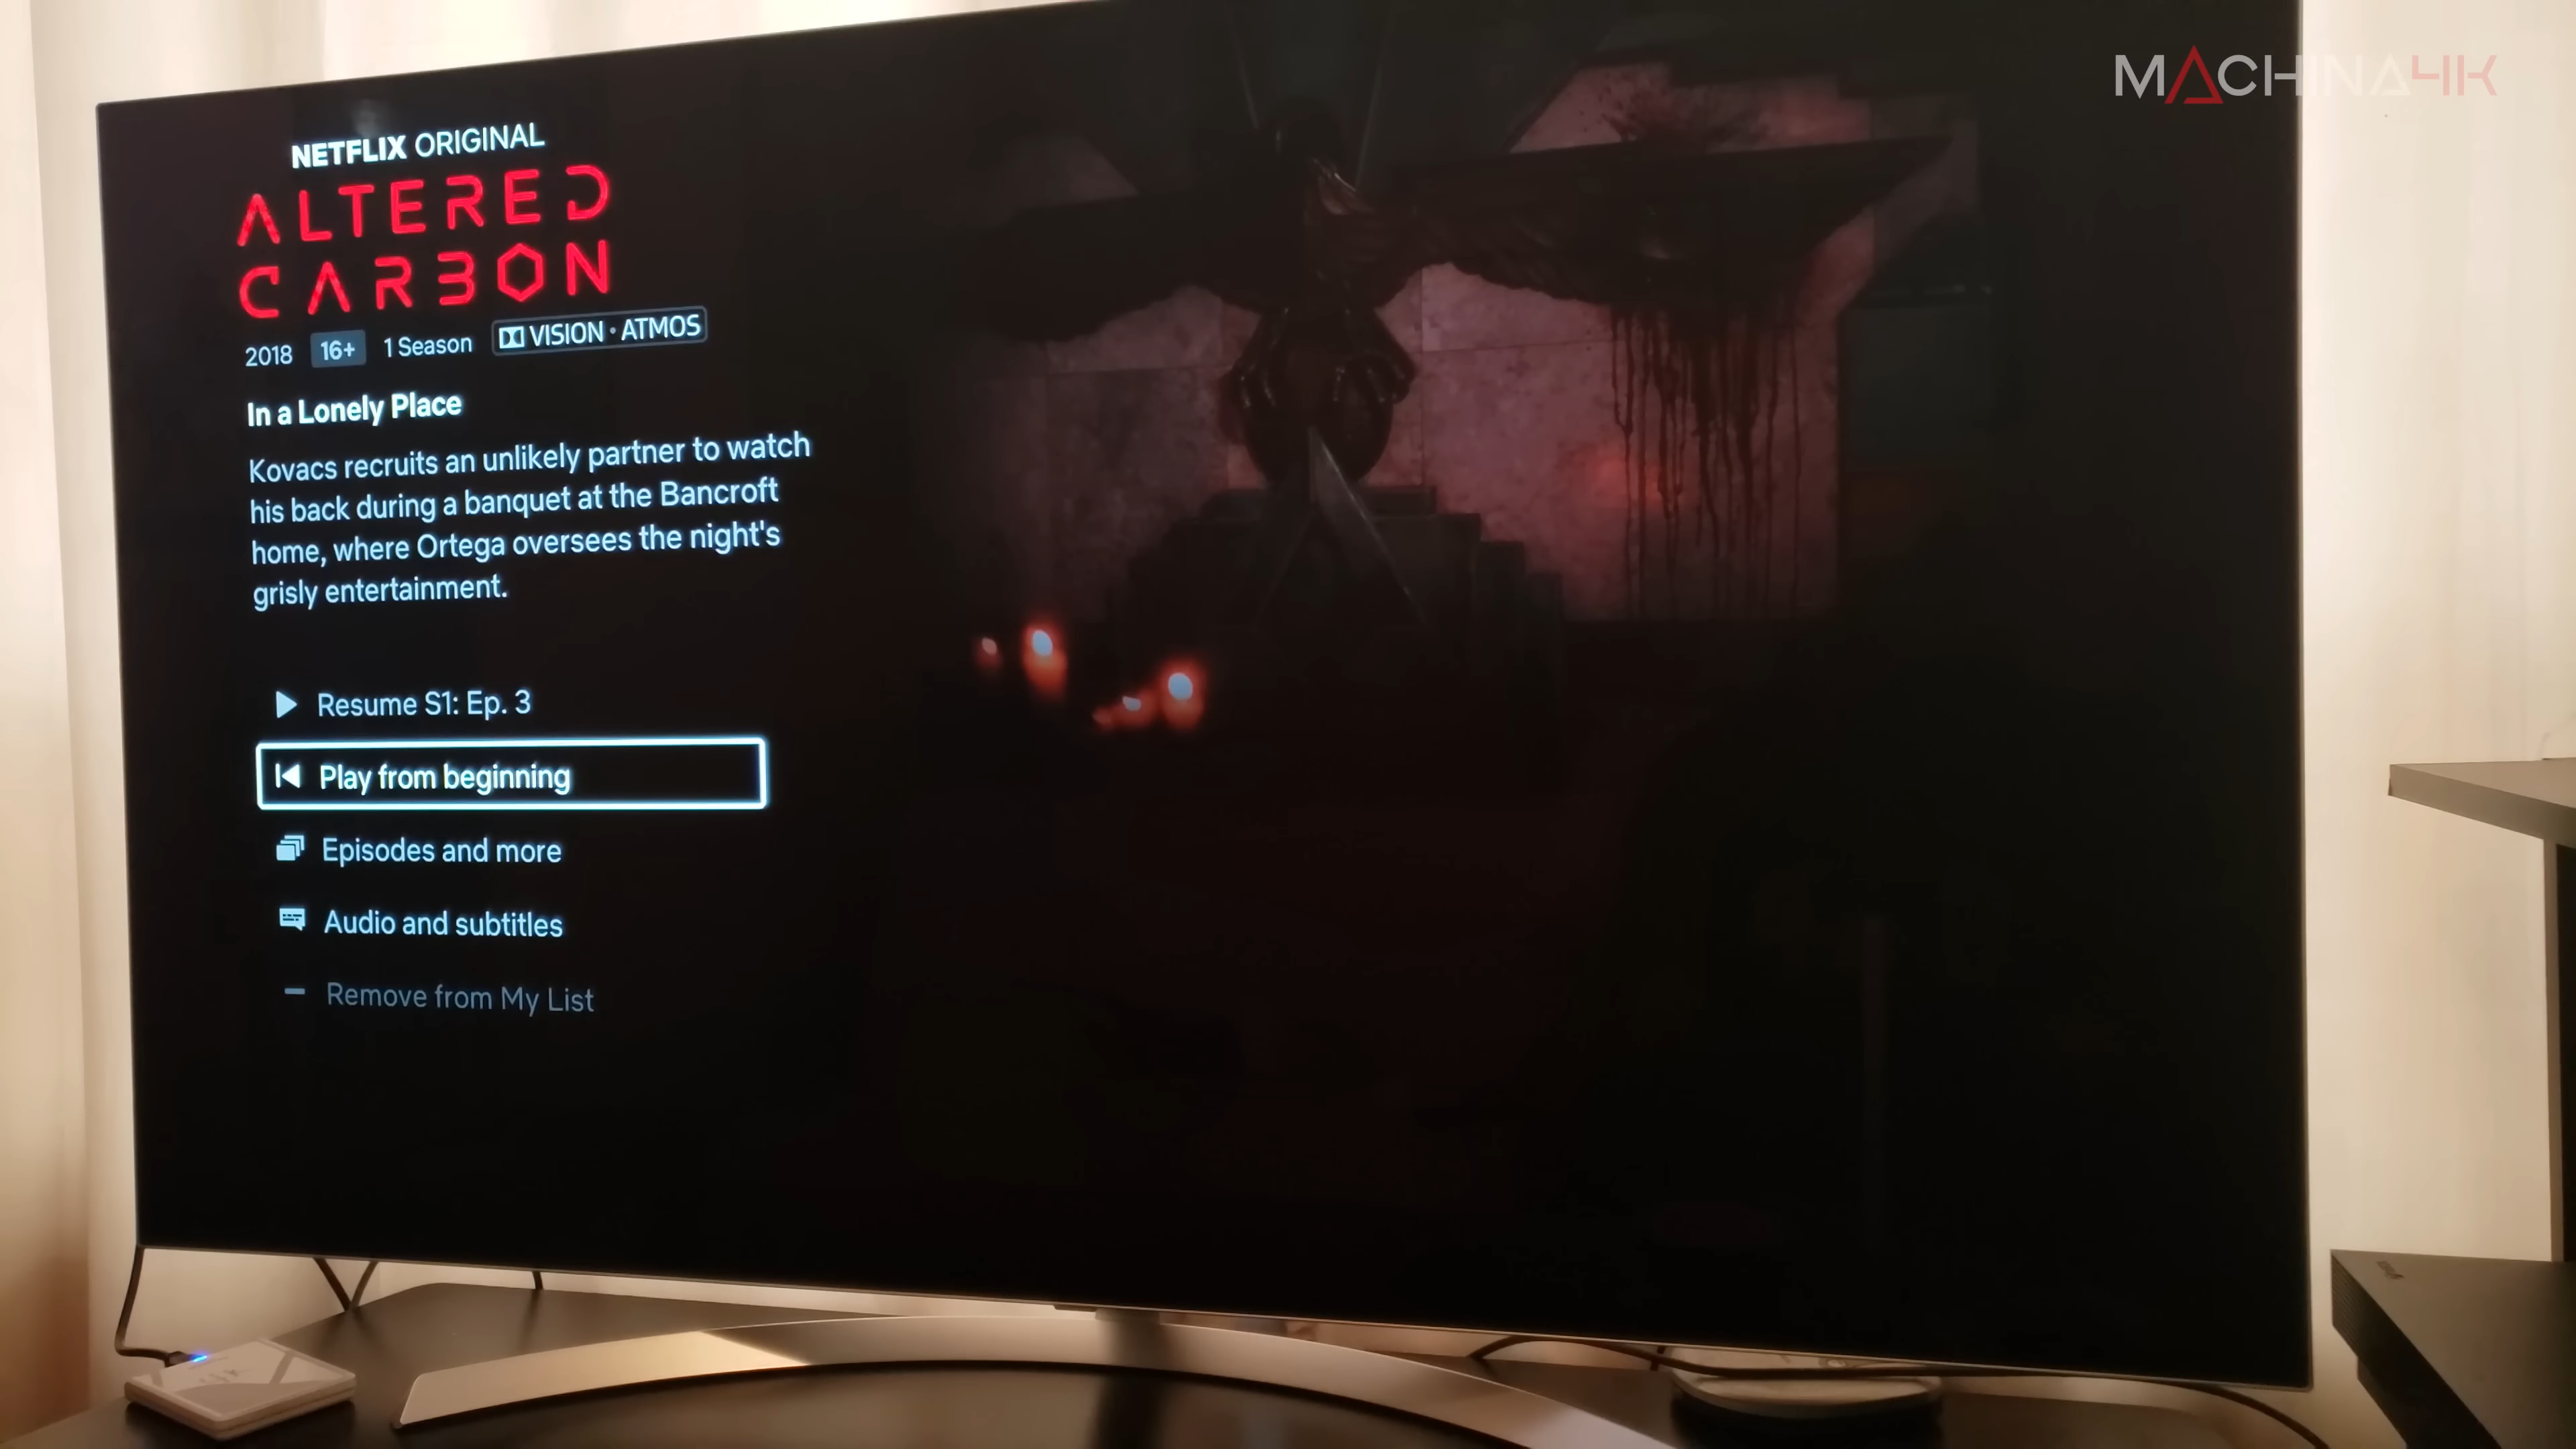 MACHINA4K
NETFLIX ORIGINAL
ALTERED
CARBON
2018 16+ 1 Season VISION·ATMOS
In a Lonely Place
Kovacs recruits an unlikely partner to watch
his back during a banquet at the Bancroft
home, where Ortega oversees the night's
grisly entertainment.
Resume S1: Ep. 3
Play from beginning
Episodes and more
Audio and subtitles
Remove from My List